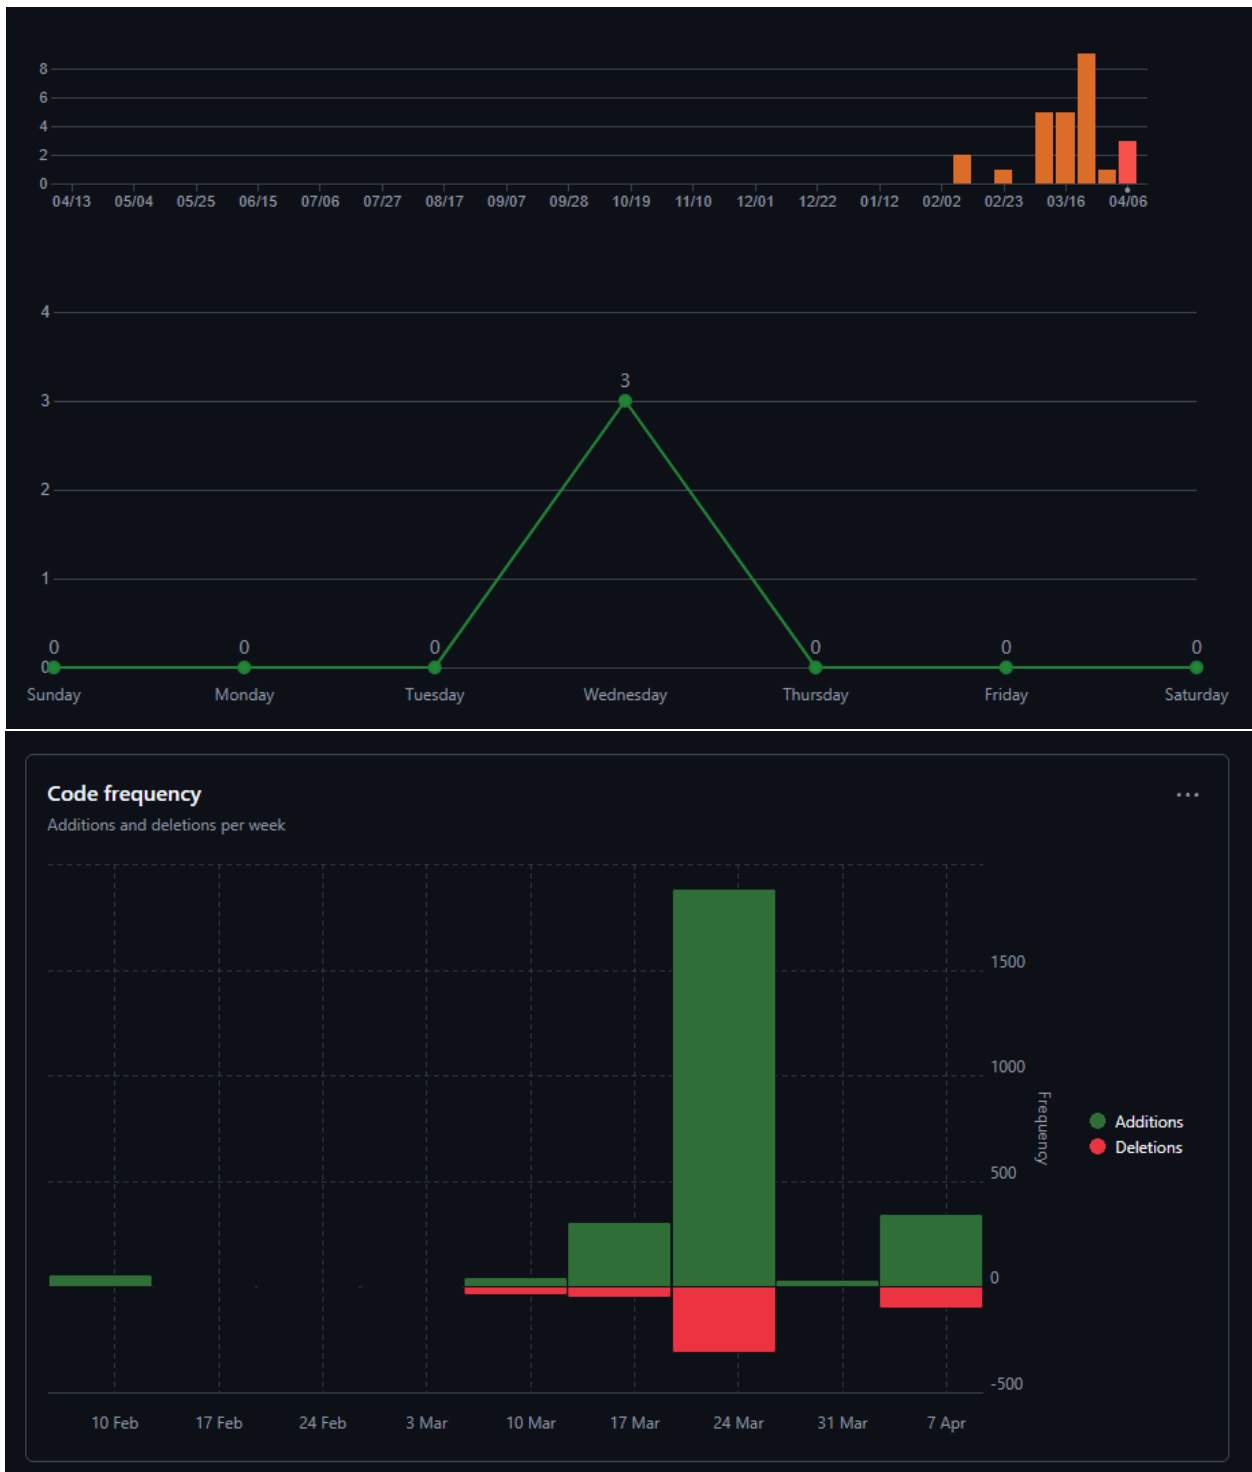 8
6
4
2
0
04/13 05/04 05/25 06/15 07/06 07/27 08/17 09/07 09/28 10/19 11/10 12/01 12/22 01/12 02/02 02/23 03/16 04/06
4
3
3
2
1
0 0 0 0 0 0
0
Sunday Monday Tuesday Wednesday Thursday Friday Saturday
Code frequency
Additions and deletions per week
1500
1000
500
0
-500
Frequency
Additions
Deletions
10 Feb 17 Feb 24 Feb 3 Mar 10 Mar 17 Mar 24 Mar 31 Mar 7 Apr